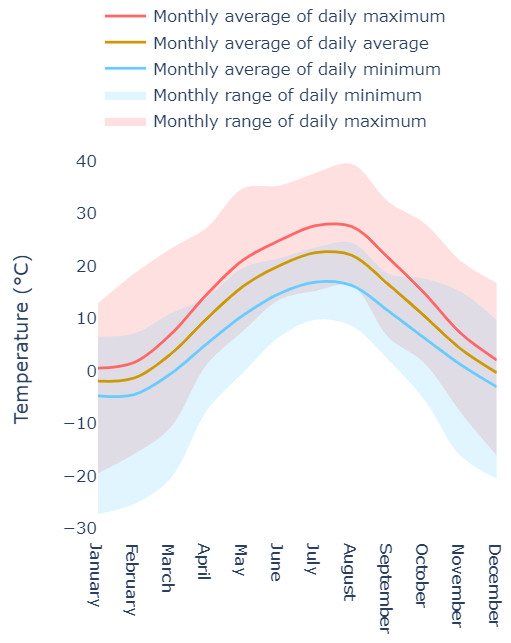 Monthly average of daily maximum
Monthly average of daily average
Monthly average of daily minimum
Monthly range of daily minimum
Monthly range of daily maximum
Temperature (°C)
40
30
20
10
0
−10
−20
−30
January
February
March
April
May
June
July
August
September
October
November
December